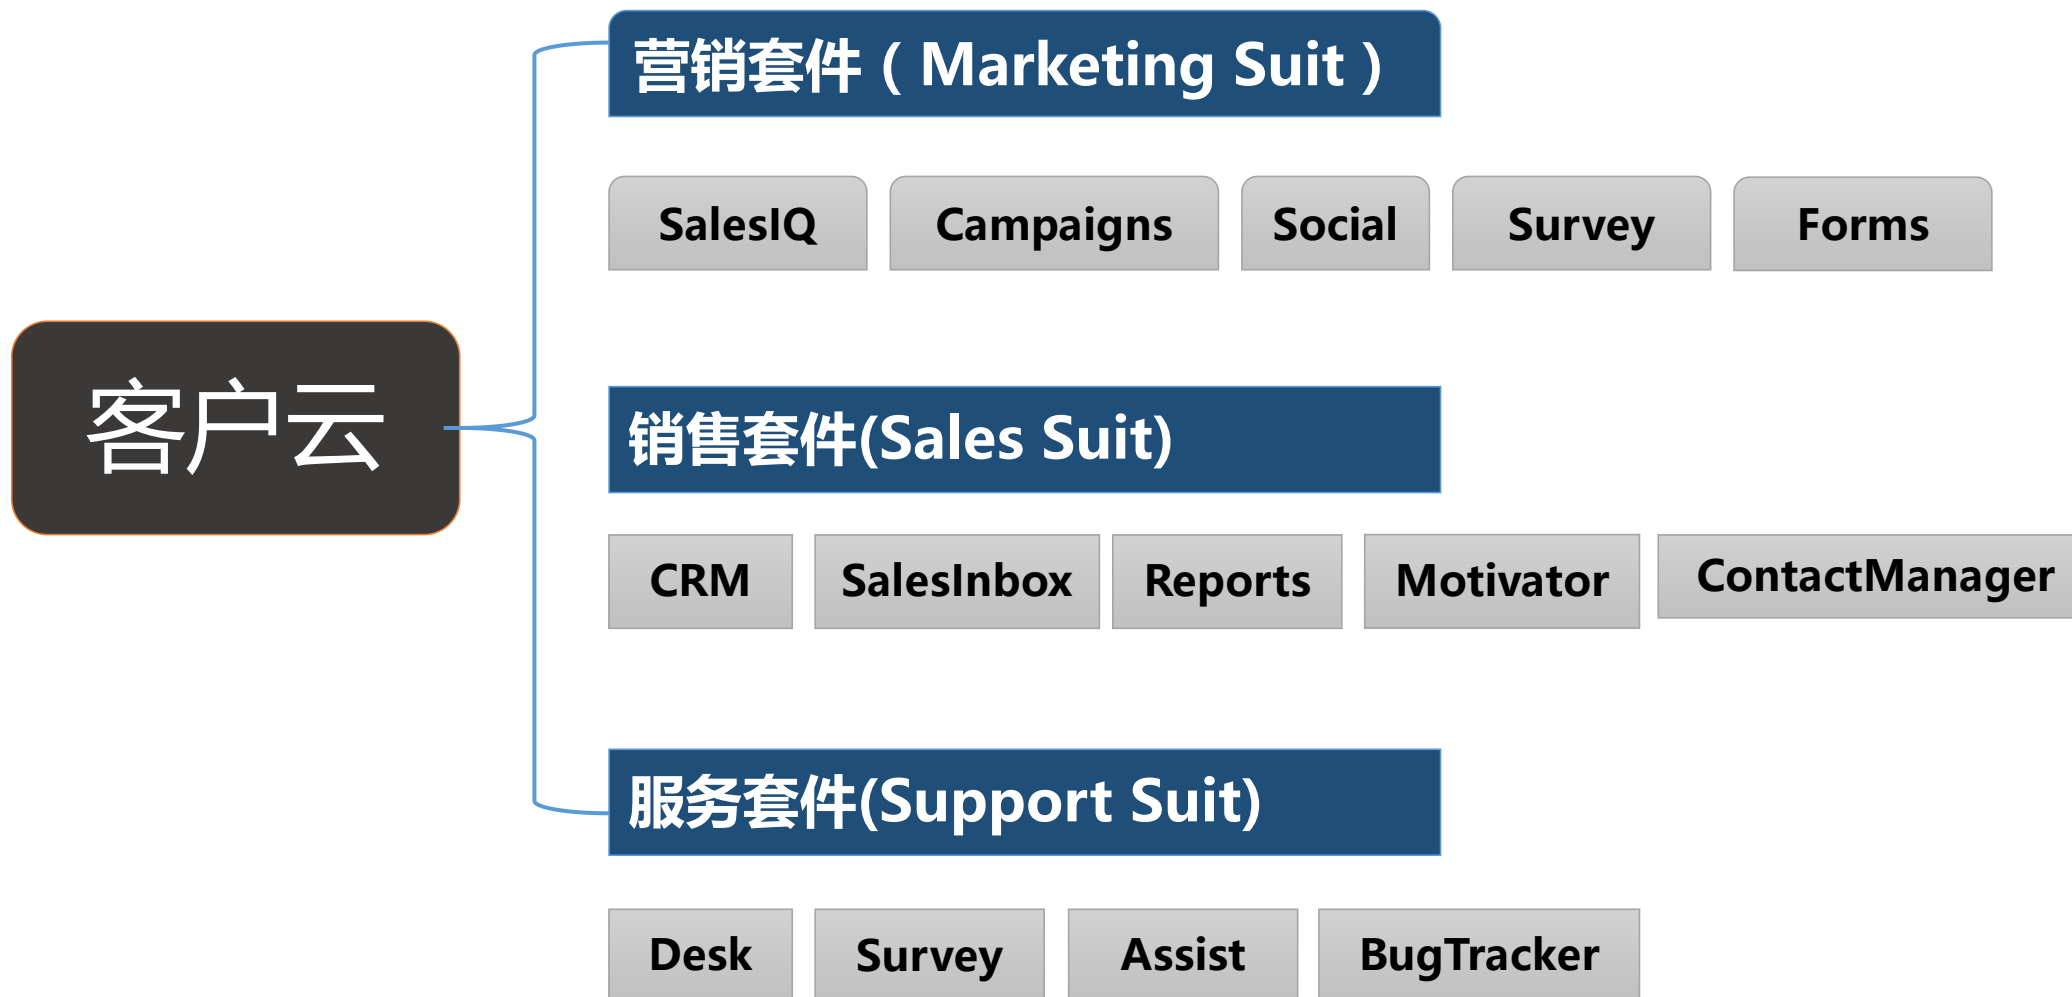 营销套件（Marketing Suit）
SalesIQ Campaigns Social Survey Forms
客户云
销售套件(Sales Suit)
CRM SalesInbox Reports Motivator ContactManager
服务套件(Support Suit)
Desk Survey Assist BugTracker